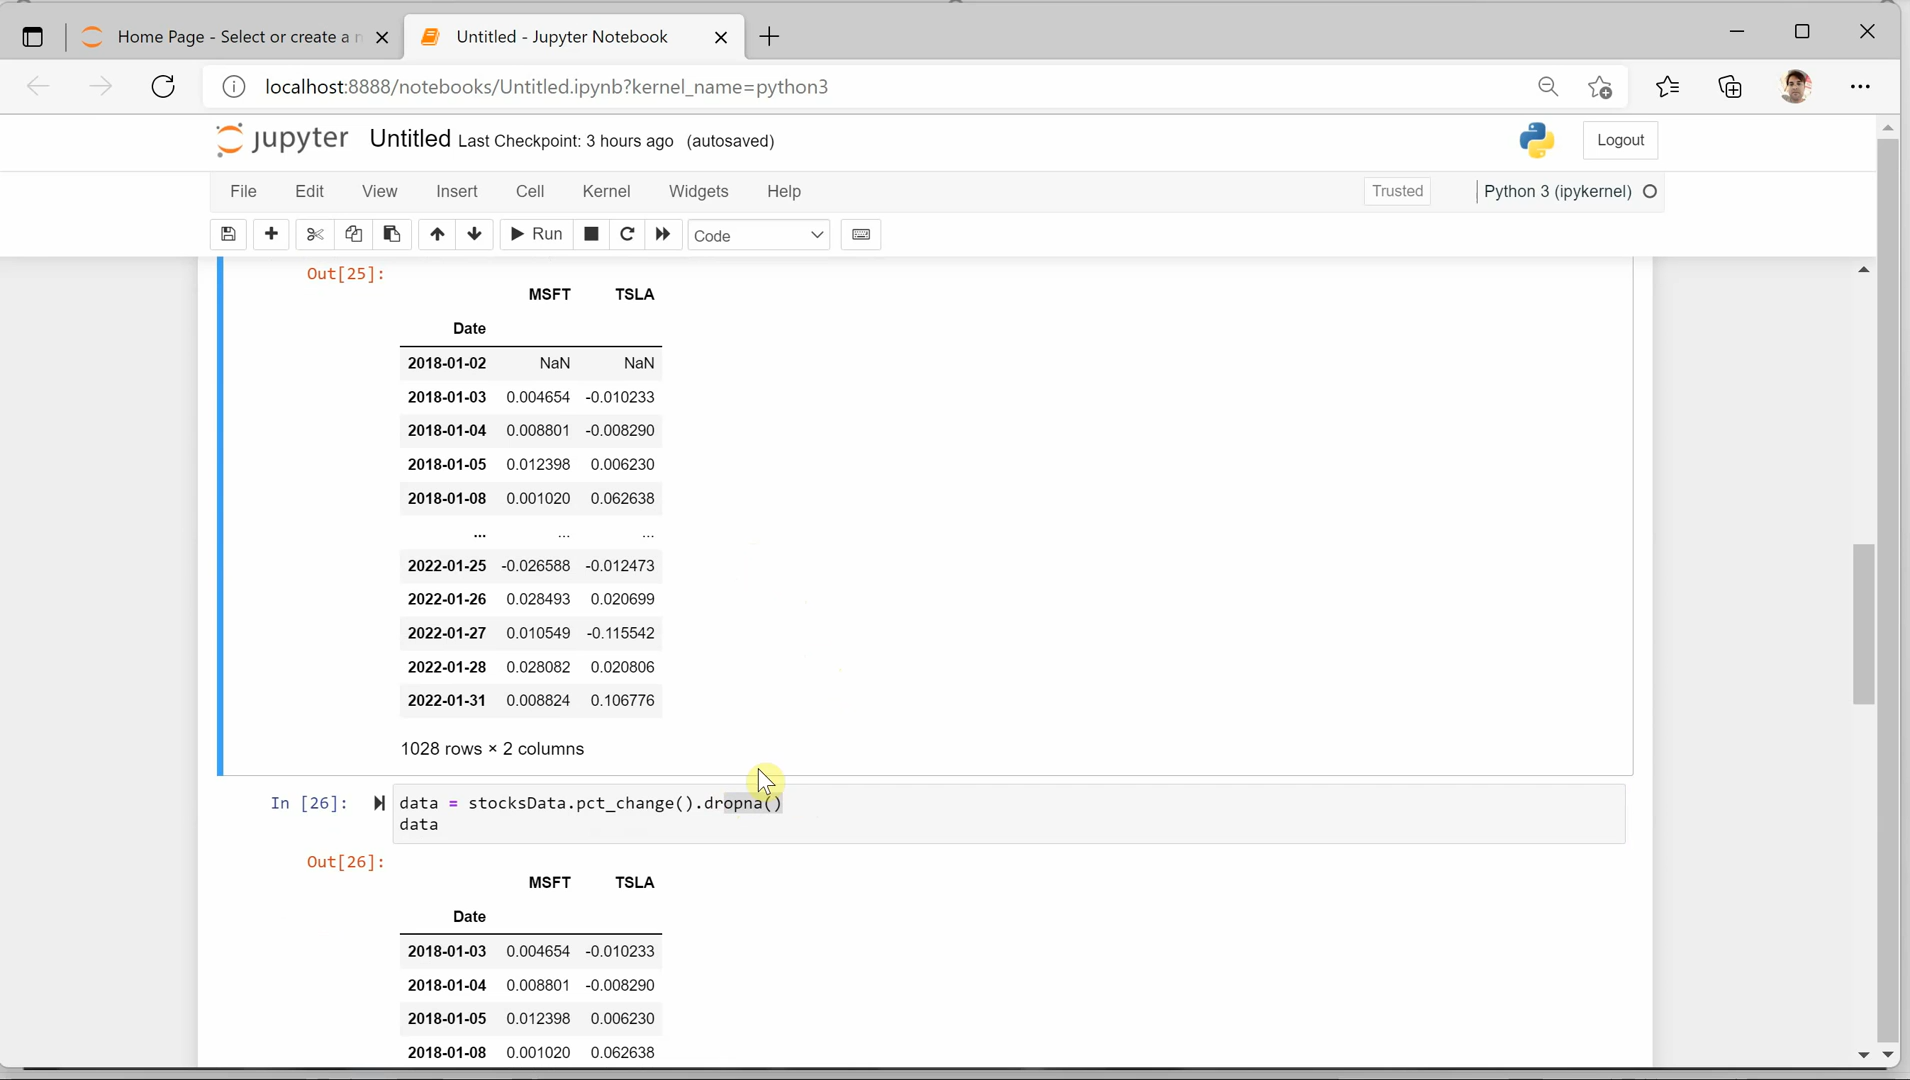 Home Page - Select or create a n
Untitled - Jupyter Notebook
localhost:8888/notebooks/Untitled.ipynb?kernel_name=python3
jupyter Untitled Last Checkpoint: 3 hours ago (autosaved)
Logout
File Edit View Insert Cell Kernel Widgets Help
Trusted
Python 3 (ipykernel)
Run
Code
Out[25]:
MSFT TSLA
Date
2018-01-02 NaN NaN
2018-01-03 0.004654 -0.010233
2018-01-04 0.008801 -0.008290
2018-01-05 0.012398 0.006230
2018-01-08 0.001020 0.062638
... ... ...
2022-01-25 -0.026588 -0.012473
2022-01-26 0.028493 0.020699
2022-01-27 0.010549 -0.115542
2022-01-28 0.028082 0.020806
2022-01-31 0.008824 0.106776
1028 rows × 2 columns
In [26]: data = stocksData.pct_change().dropna()
data
Out[26]:
MSFT TSLA
Date
2018-01-03 0.004654 -0.010233
2018-01-04 0.008801 -0.008290
2018-01-05 0.012398 0.006230
2018-01-08 0.001020 0.062638